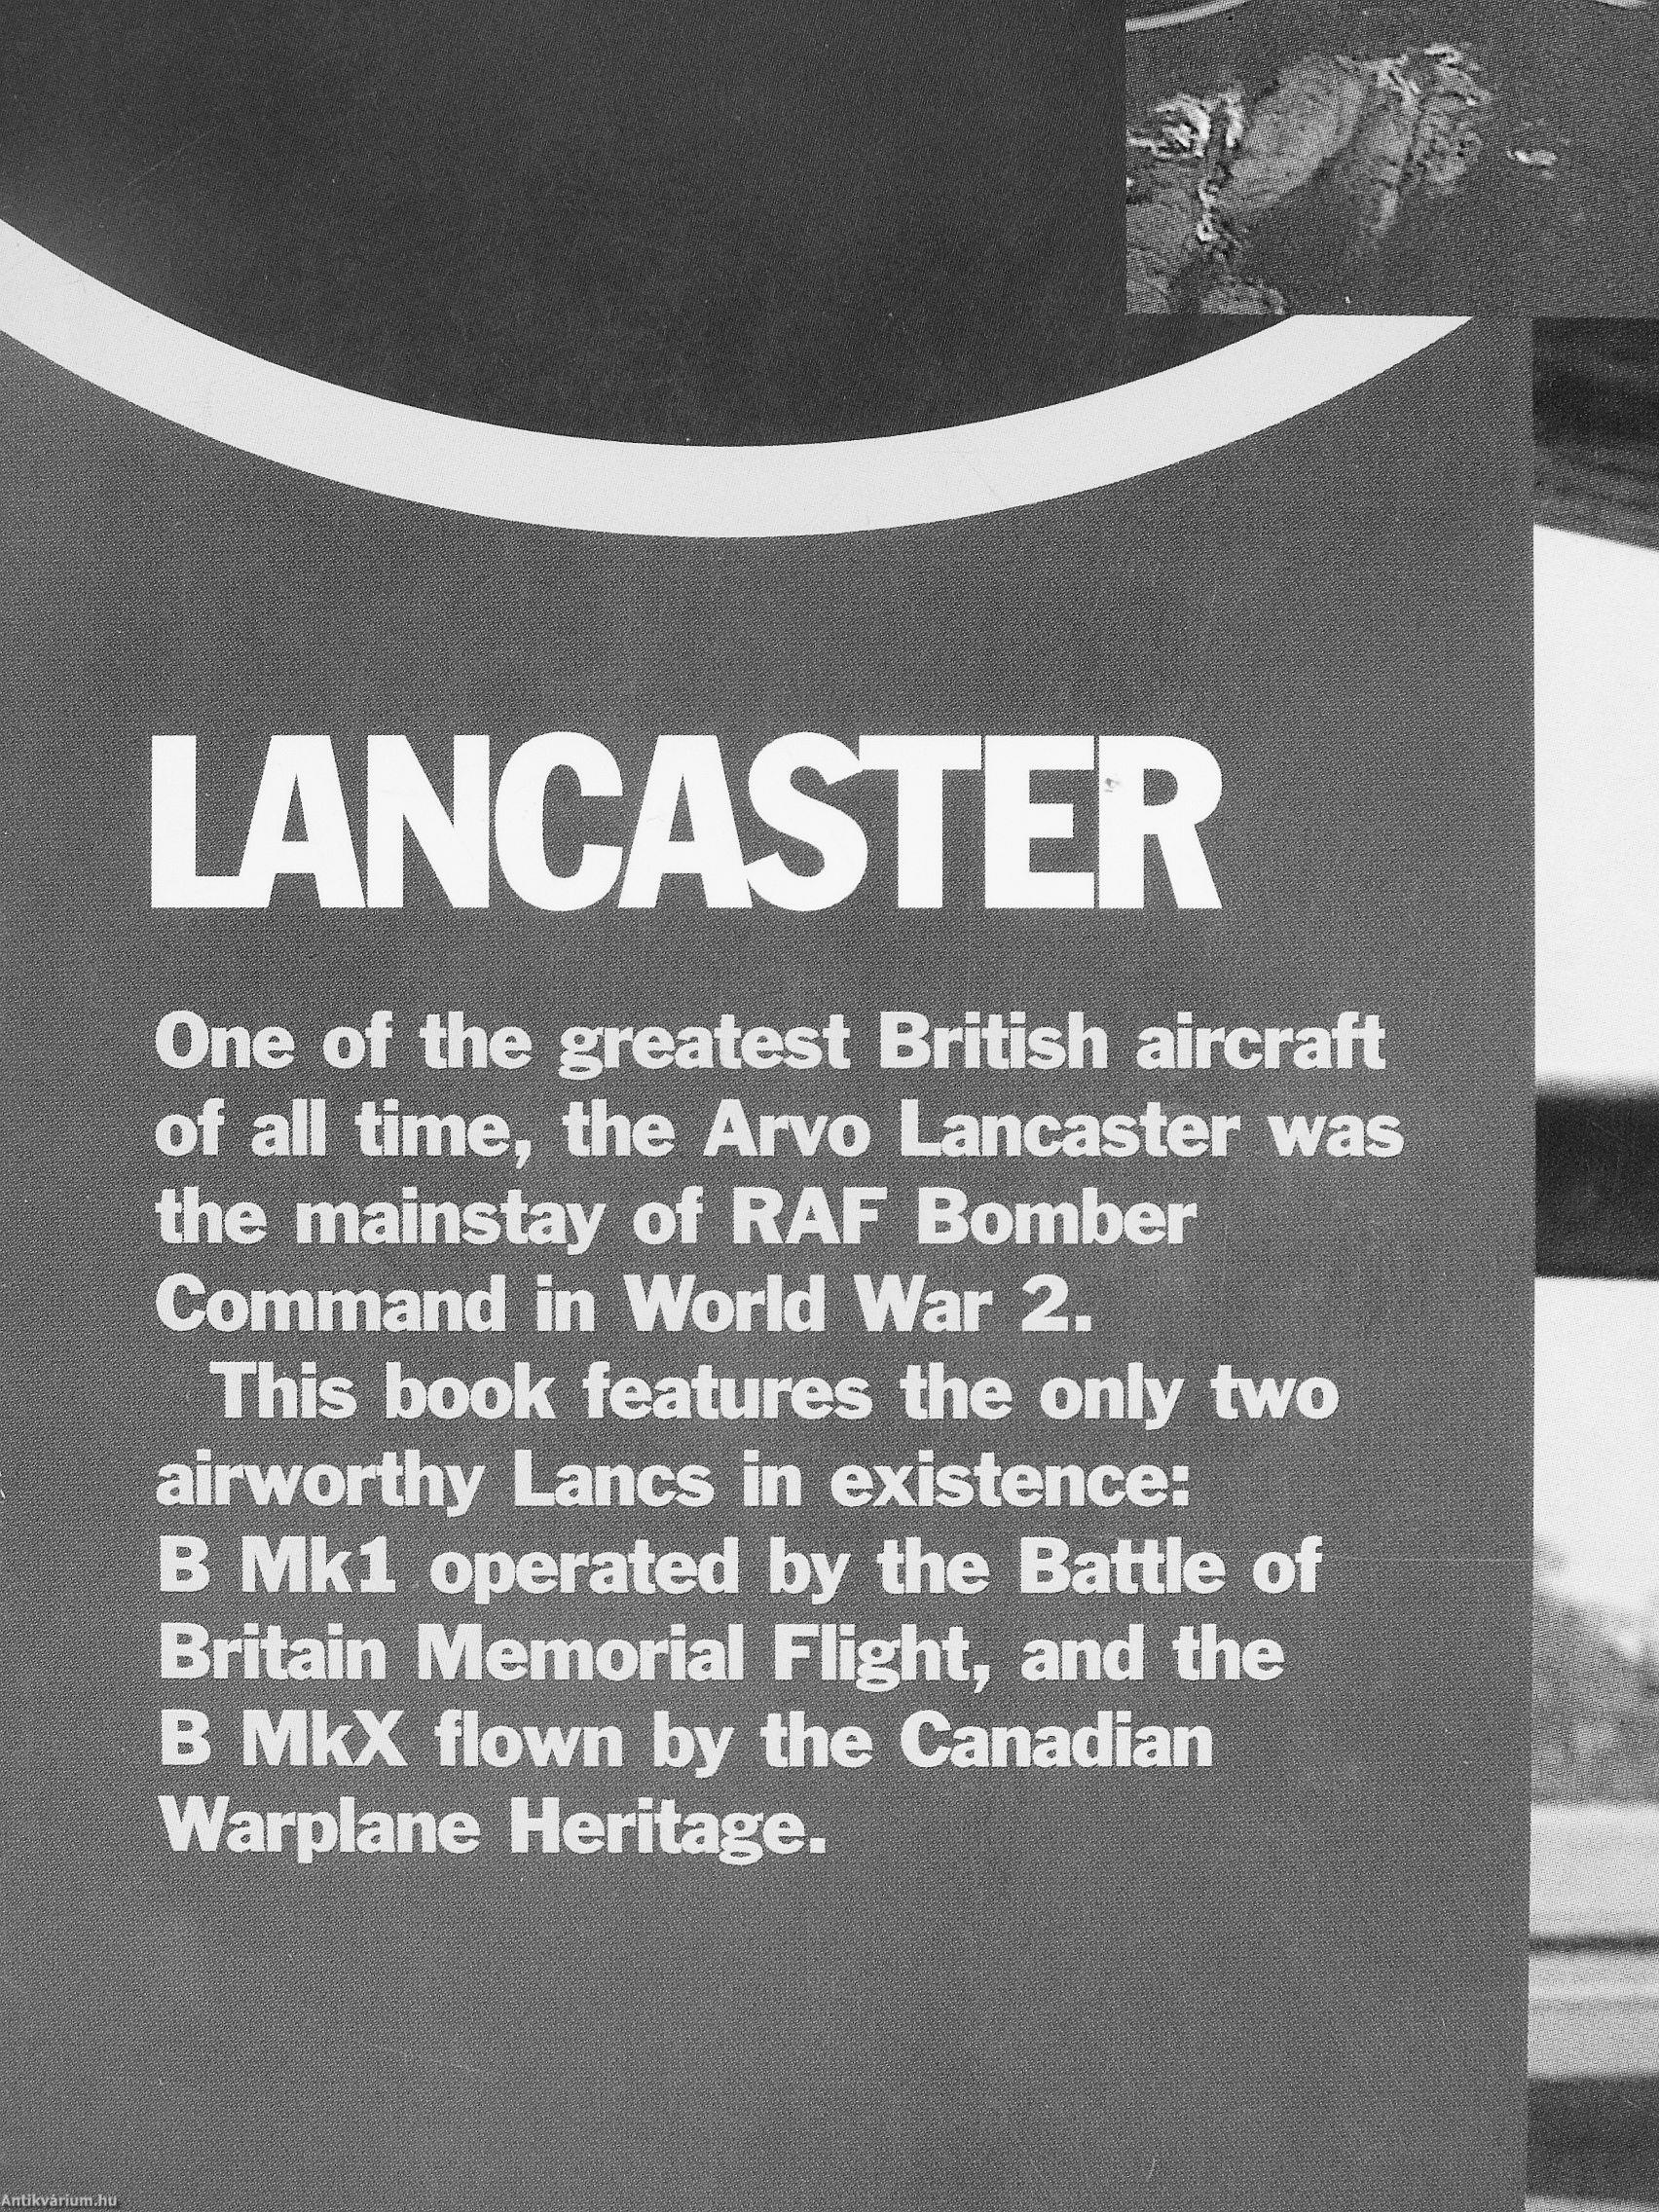 LANCASTER
One of the greatest British aircraft
of all time, the Arvo Lancaster was
the mainstay of RAF Bomber
Command in World War 2.
This book features the only two
airworthy Lancs in existence:
B Mk1 operated by the Battle of
Britain Memorial Flight, and the
B MkX flown by the Canadian
Warplane Heritage.
Antikvárium.hu